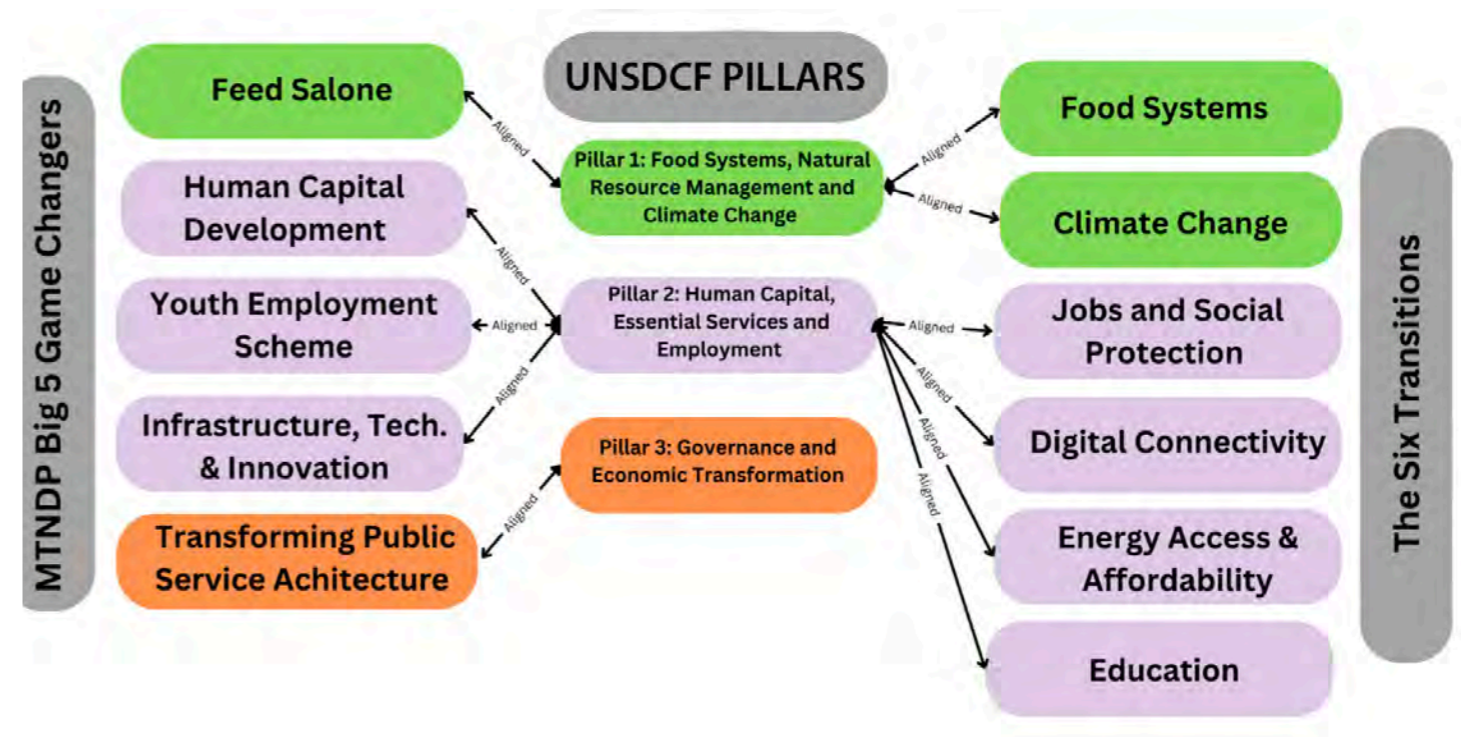 MTNDP Big 5 Game Changers
Feed Salone
Human Capital
Development
Youth Employment
Scheme
Infrastructure, Tech.
& Innovation
Transforming Public
Service Achitecture
Aligned
Aligned
Aligned
Aligned
Aligned
UNSDCF PILLARS
Pillar 1: Food Systems, Natural
Resource Management and
Climate Change
Pillar 2: Human Capital,
Essential Services and
Employment
Pillar 3: Governance and
Economic Transformation
Aligned
Aligned
Aligned
Aligned
Aligned
Aligned
Food Systems
Climate Change
Jobs and Social
Protection
Digital Connectivity
Energy Access &
Affordability
Education
The Six Transitions